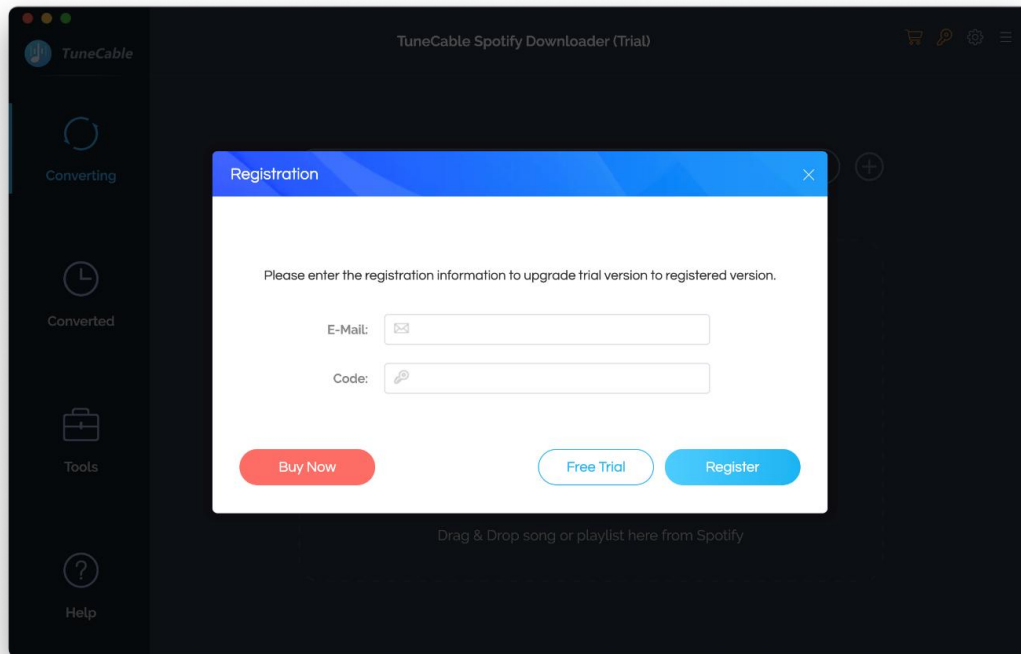 TuneCable Spotify Downloader (Trial)
TuneCable
Converting
Converted
Tools
Help
Registration
Please enter the registration information to upgrade trial version to registered version.
E-Mail:
Code:
Buy Now
Free Trial
Register
Drag & Drop song or playlist here from Spotify